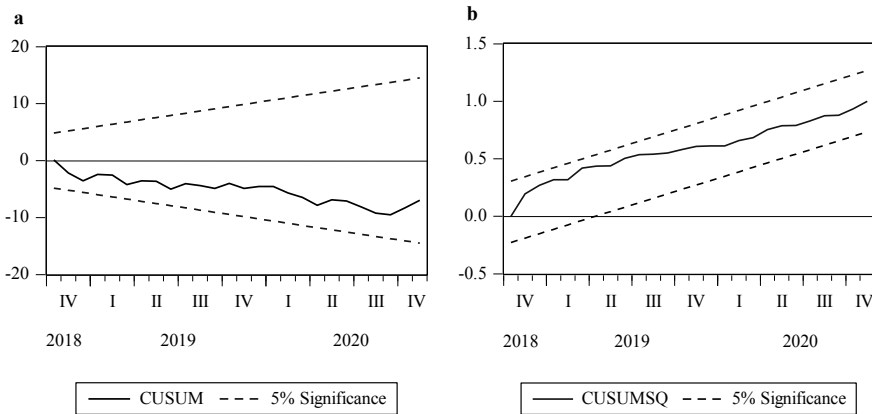 a
20
10
0
-10
-20
IV I II III IV I II III IV
2018 2019 2020
CUSUM 5% Significance
b
1.5
1.0
0.5
0.0
-0.5
IV I II III IV I II III IV
2018 2019 2020
CUSUMSQ 5% Significance